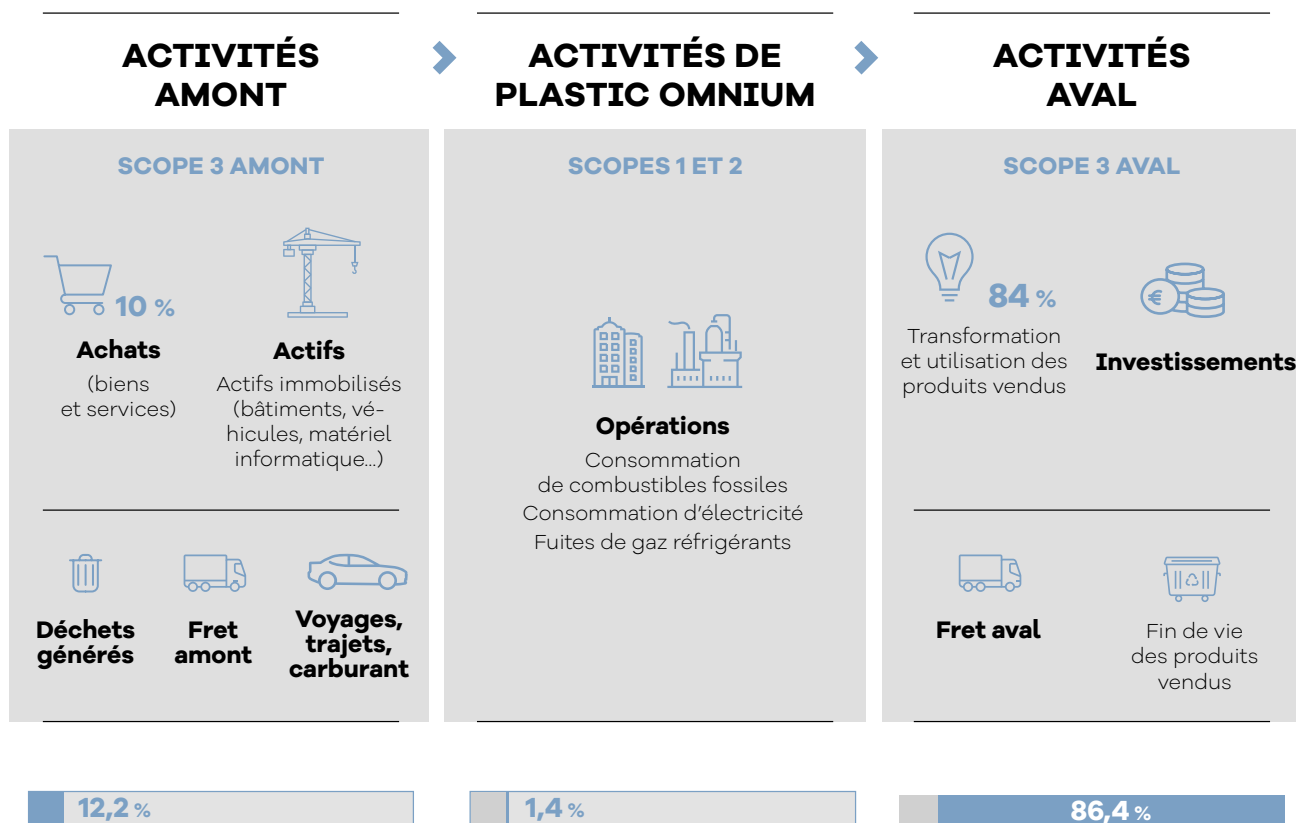 ACTIVITÉS
AMONT
ACTIVITÉS DE
PLASTIC OMNIUM
ACTIVITÉS
AVAL
SCOPE 3 AMONT
10 %
Achats
(biens
et services)
Actifs
Actifs immobilisés
(bâtiments, vé-
hicules, matériel
informatique...)
Déchets
générés
Fret
amont
Voyages,
trajets,
carburant
SCOPES 1 ET 2
Opérations
Consommation
de combustibles fossiles
Consommation d'électricité
Fuites de gaz réfrigérants
SCOPE 3 AVAL
84 %
Transformation
et utilisation des
produits vendus
€
Investissements
Fret aval
Fin de vie
des produits
vendus
12,2 %
1,4 %
86,4 %